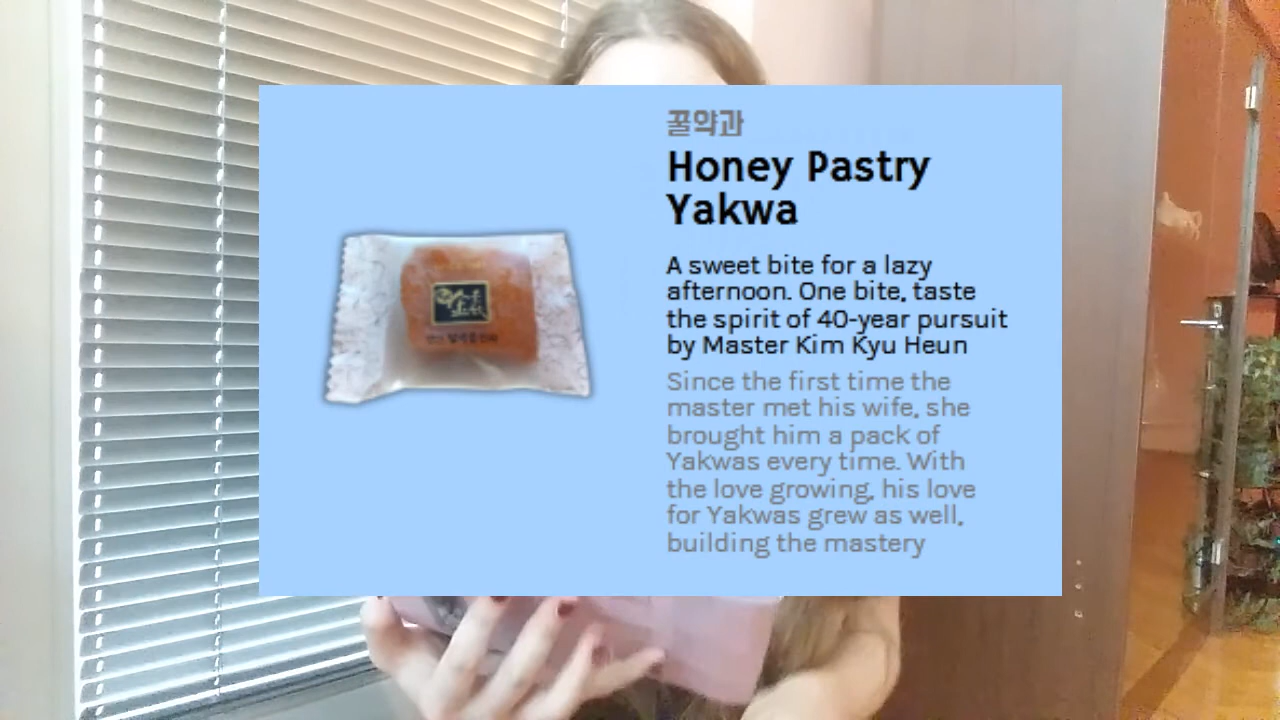 꿀약과
Honey Pastry
Yakwa
A sweet bite for a lazy
afternoon. One bite, taste
the spirit of 40-year pursuit
by Master Kim Kyu Heun
Since the first time the
master met his wife, she
brought him a pack of
Yakwas every time. With
the love growing, his love
for Yakwas grew as well,
building the mastery